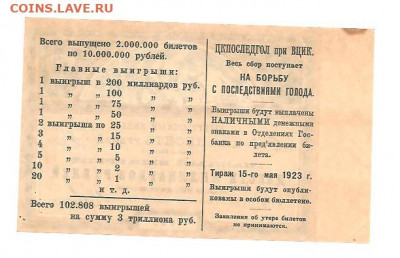 COINS.LAVE.RU
Всего выпущено 2.000.000 билетов
по 10.000.000 рублей.
Главные выигрыши:
1 выигрыш в 200 миллиардов руб.
1 „ „ 100 „ „
1 „ „ 75 „ „
1 „ „ 50 „ „
2 выигрыша по 25 „ „
3 „ „ 15 „ „
4 „ „ 10 „ „
5 „ „ 5 „ „
10 „ „ 2 „ „
20 „ „ 1 „ „
и т. д.
Всего 102.808 выигрышей
на сумму 3 триллиона руб.
ЦКПОСЛЕДГОЛ при ВЦИК.
Весь сбор поступает
НА БОРЬБУ
С ПОСЛЕДСТВИЯМИ ГОЛОДА.
Выигрыши будут выплачены
НАЛИЧНЫМИ денежными
знаками в Отделениях Гос-
банка по пред'явлении би-
лета.
Тираж 15-го мая 1923 г.
Выигрыши будут опубли-
кованы в особом бюллетене.
Заявления об утере билетов
не принимаются.